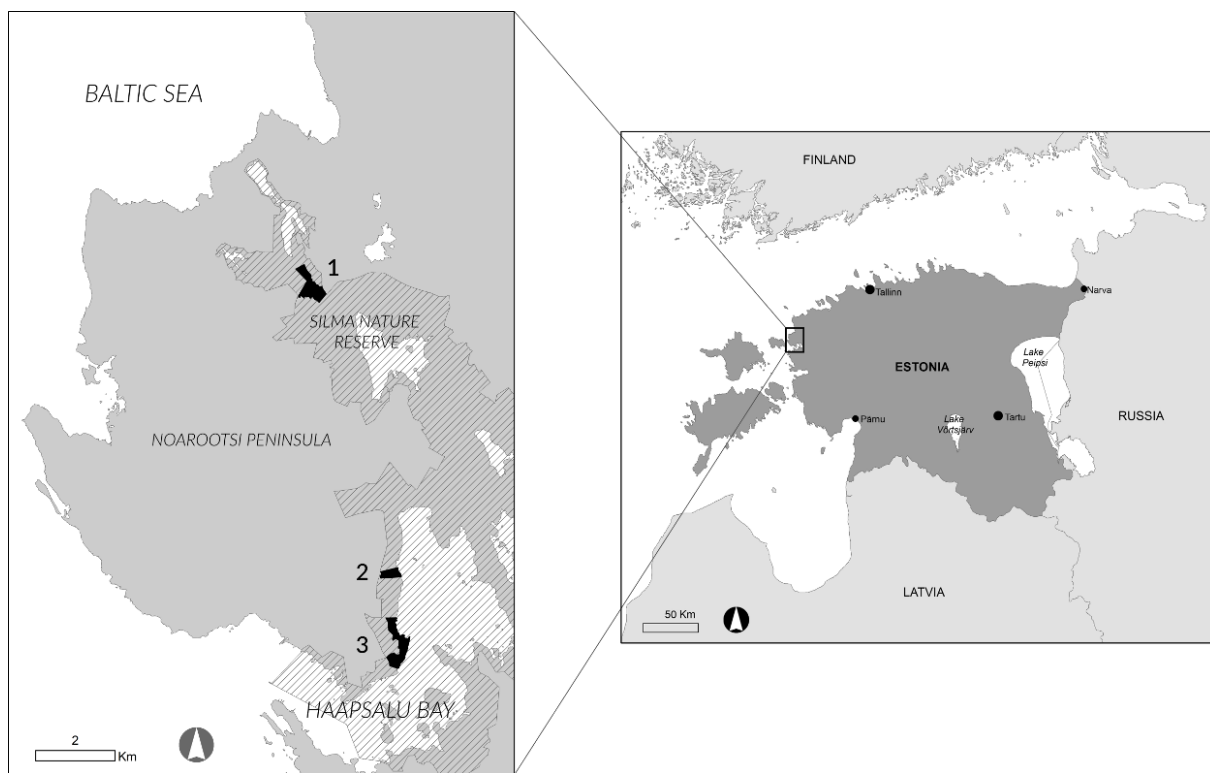 BALTIC SEA
1
SILMA NATURE
RESERVE
NOAROOTSI PENINSULA
2
3
HAAPSALU BAY
2
Km
FINLAND
Tallinn
Narva
Lake
Peipsi
ESTONIA
Pärnu
Lake
Võrtsjärv
Tartu
RUSSIA
LATVIA
50 Km